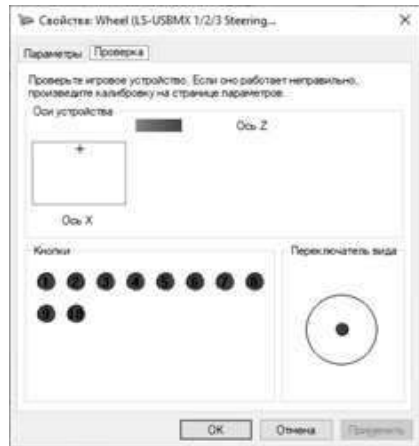 Свойства: Wheel (LS-USBMX 1/2/3 Steering...
Параметры
Проверка
Проверьте игровое устройство. Если оно работает неправильно,
произведите калибровку на странице параметров.
Оси устройства
Ось Z
Ось X
Кнопки
1 2 3 4 5 6 7 8
9 10
Переключатель вида
OK
Отмена
Применить